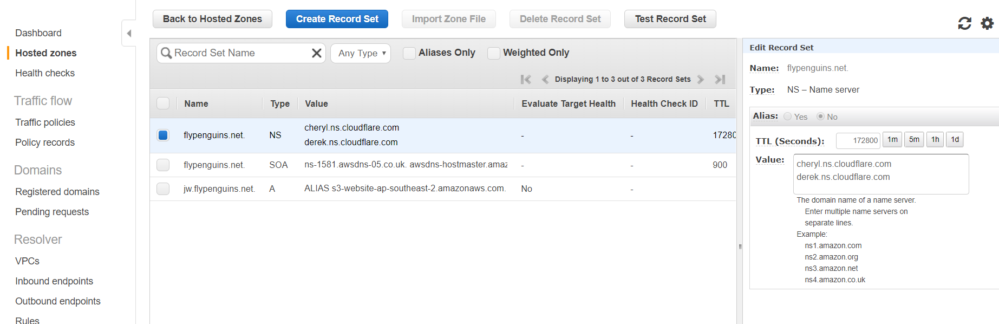 Back to Hosted Zones
Create Record Set
Import Zone File
Delete Record Set
Test Record Set
Dashboard
Hosted zones
Health checks
Traffic flow
Traffic policies
Policy records
Domains
Registered domains
Pending requests
Resolver
VPCs
Inbound endpoints
Outbound endpoints
Rules
Record Set Name
Any Type
Aliases Only
Weighted Only
Displaying 1 to 3 out of 3 Record Sets
Name Type Value Evaluate Target Health Health Check ID TTL
flypenguins.net. NS cheryl.ns.cloudflare.com - - 17280
derek.ns.cloudflare.com
flypenguins.net. SOA ns-1581.awsdns-05.co.uk. awsdns-hostmaster.amaz - - 900
jw.flypenguins.net. A ALIAS s3-website-ap-southeast-2.amazonaws.com. No -
Edit Record Set
Name: flypenguins.net.
Type: NS – Name server
Alias: Yes No
TTL (Seconds): 172800 1m 5m 1h 1d
Value: cheryl.ns.cloudflare.com
derek.ns.cloudflare.com
The domain name of a name server.
Enter multiple name servers on
separate lines.
Example:
ns1.amazon.com
ns2.amazon.org
ns3.amazon.net
ns4.amazon.co.uk